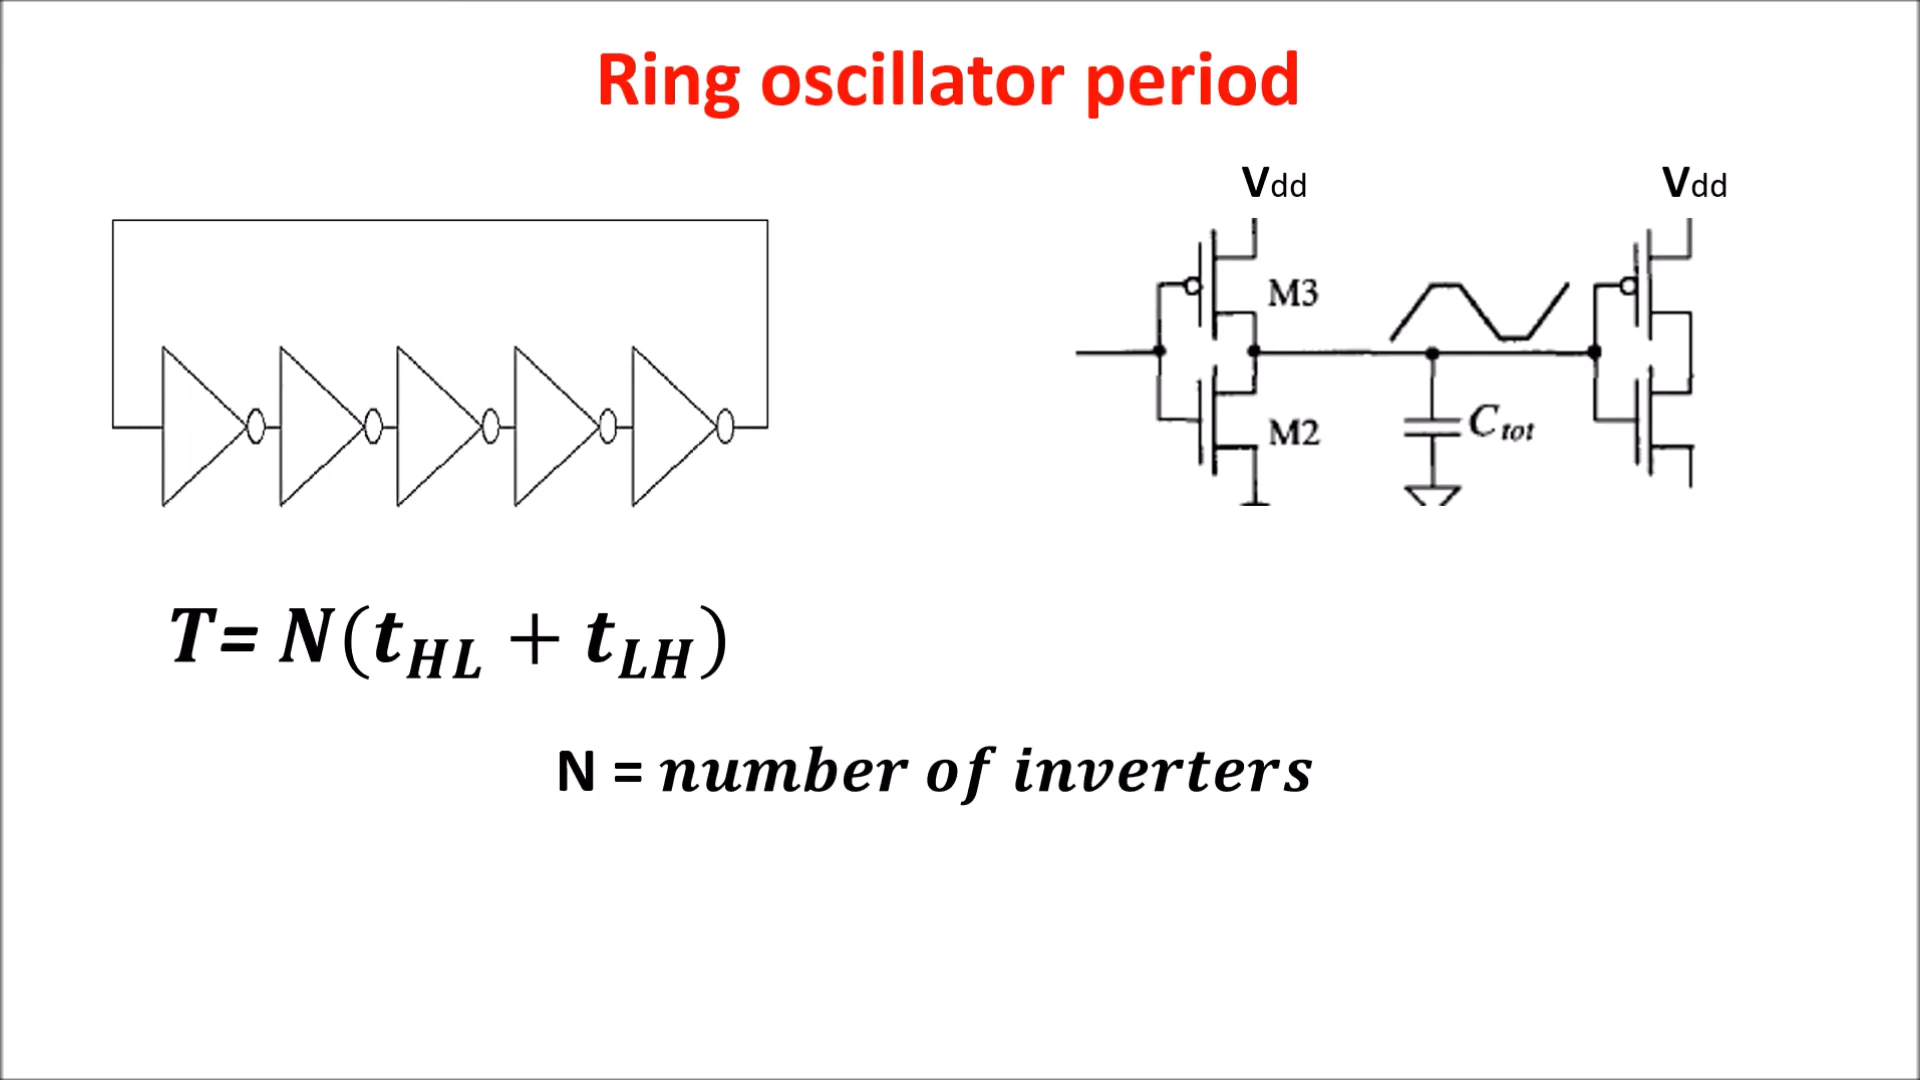 Ring oscillator period
Vdd Vdd
M3
M2
Ctot
T= N(tHL + tLH)
N = number of inverters